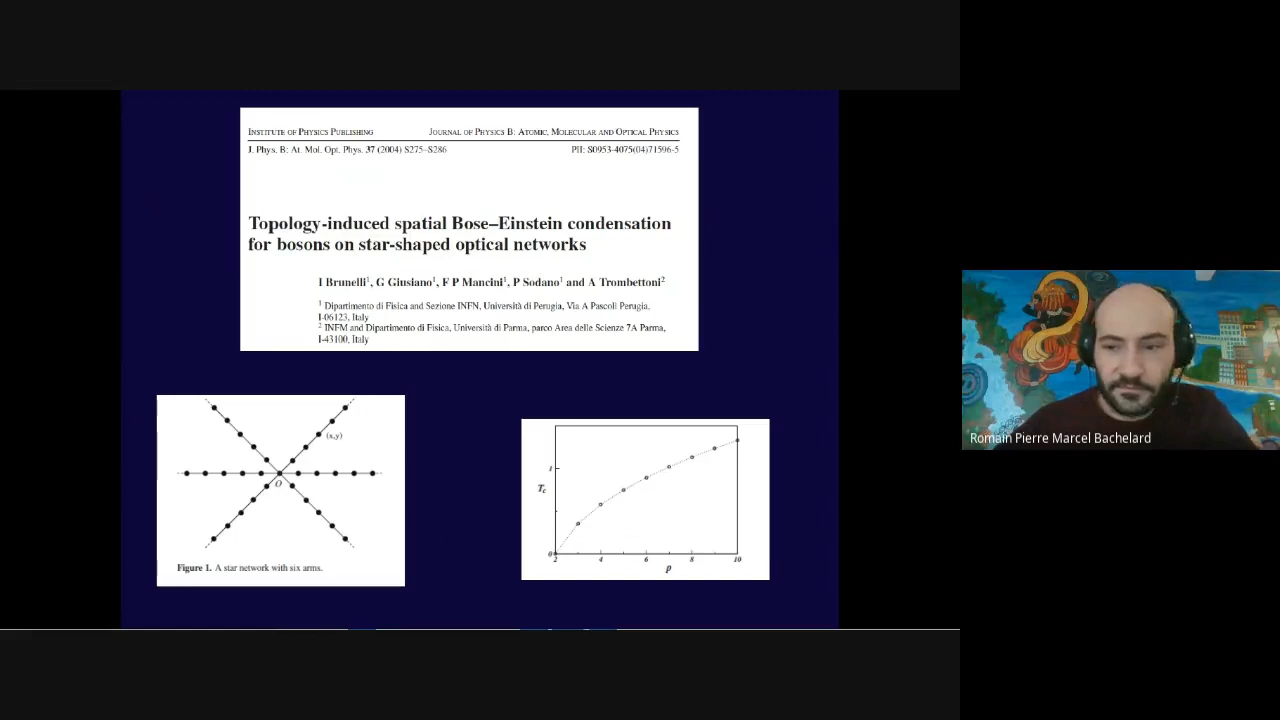 INSTITUTE OF PHYSICS PUBLISHING
JOURNAL OF PHYSICS B: ATOMIC, MOLECULAR AND OPTICAL PHYSICS
J. Phys. B: At. Mol. Opt. Phys. 37 (2004) S275–S286
PII: S0953-4075(04)71596-5
Topology-induced spatial Bose–Einstein condensation
for bosons on star-shaped optical networks
I Brunelli¹, G Giusiano¹, F P Mancini¹, P Sodano¹ and A Trombettoni²
¹ Dipartimento di Fisica and Sezione INFN, Università di Perugia, Via A Pascoli Perugia,
I-06123, Italy
² INFM and Dipartimento di Fisica, Università di Parma, parco Area delle Scienze 7A Parma,
I-43100, Italy
(x,y)
O
Figure 1. A star network with six arms.
1
Tc
0
2 4 6 8 10
p
Romain Pierre Marcel Bachelard